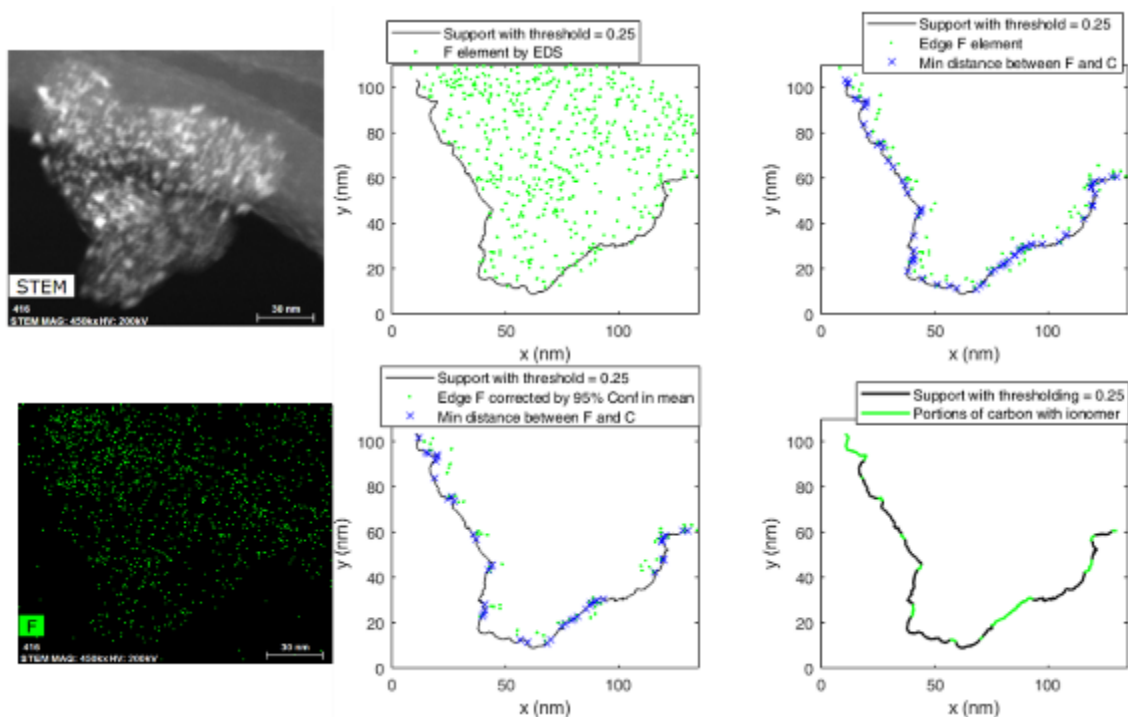 STEM
416
STEM MAG: 450kx HV: 200kV
30 nm
Support with threshold = 0.25
F element by EDS
y (nm)
100
80
60
40
20
0
0
50
100
x (nm)
Support with threshold = 0.25
Edge F element
Min distance between F and C
y (nm)
100
80
60
40
20
0
0
50
100
x (nm)
F
416
STEM MAG: 450kx HV: 200kV
30 nm
Support with threshold = 0.25
Edge F corrected by 95% Conf in mean
Min distance between F and C
y (nm)
100
80
60
40
20
0
0
50
100
x (nm)
Support with thresholding = 0.25
Portions of carbon with ionomer
y (nm)
100
80
60
40
20
0
0
50
100
x (nm)